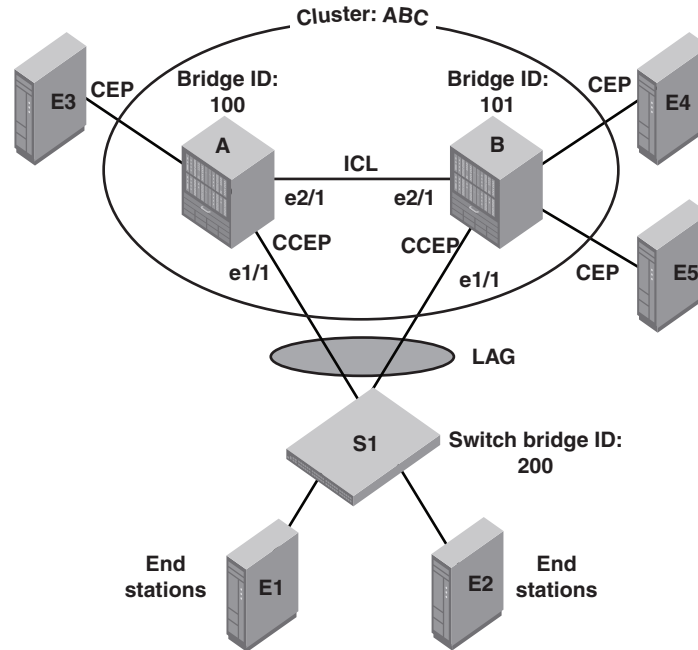 Cluster: ABC
E3
CEP
Bridge ID:
100
Bridge ID:
101
CEP
E4
A
B
ICL
e2/1
e2/1
CCEP
CCEP
e1/1
e1/1
CEP
E5
LAG
S1
Switch bridge ID:
200
End
stations
E1
E2
End
stations